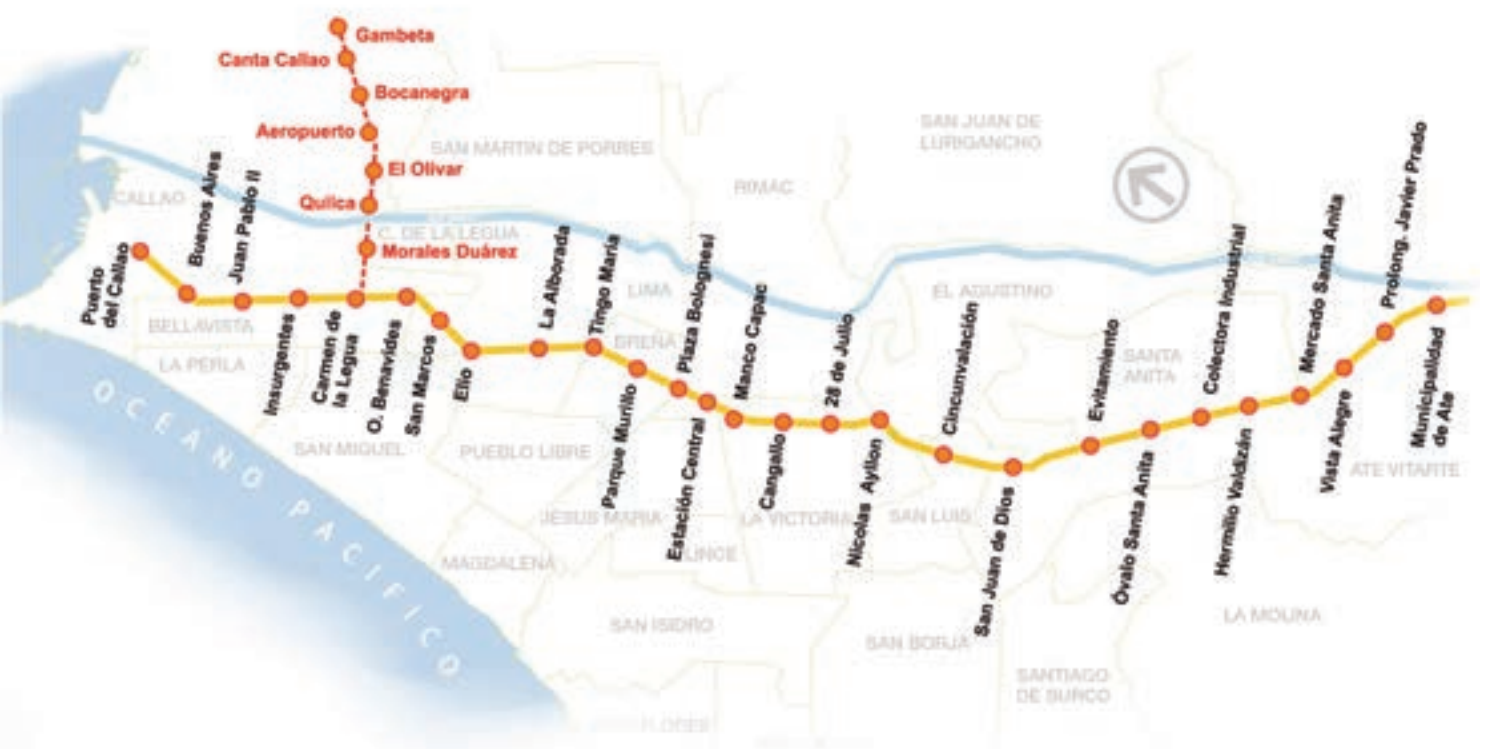 Gambeta
Canta Callao
Bocanegra
Aeropuerto
El Olivar
Quilca
Morales Duárez
SAN MARTIN DE PORRES
SAN JUAN DE
LURIGANCHO
RIMAC
CALLAO
C. DE LA LEGUA
LIMA
EL AGUSTINO
BELLAVISTA
LA PERLA
BREÑA
SANTA
ANITA
SAN MIGUEL
PUEBLO LIBRE
ATE VITARTE
JESUS MARIA
LA VICTORIA
SAN LUIS
LINCE
MAGDALENA
SAN ISIDRO
SAN BORJA
LA MOLINA
SANTIAGO
DE SURCO
OCEANO PACIFICO
Puerto
del Callao
Buenos Aires
Juan Pablo II
Insurgentes
Carmen de
la Legua
O. Benavides
San Marcos
Elio
La Alborada
Tingo Maria
Parque Murillo
Plaza Bolognesi
Estación Central
Manco Capac
Cangallo
28 de Julio
Nicolas Ayllon
Cincunvalación
San Juan de Dios
Evitamiento
Óvalo Santa Anita
Colectora Industrial
Hermilio Valdizán
Mercado Santa Anita
Vista Alegre
Prolong. Javier Prado
Municipalidad
de Ate